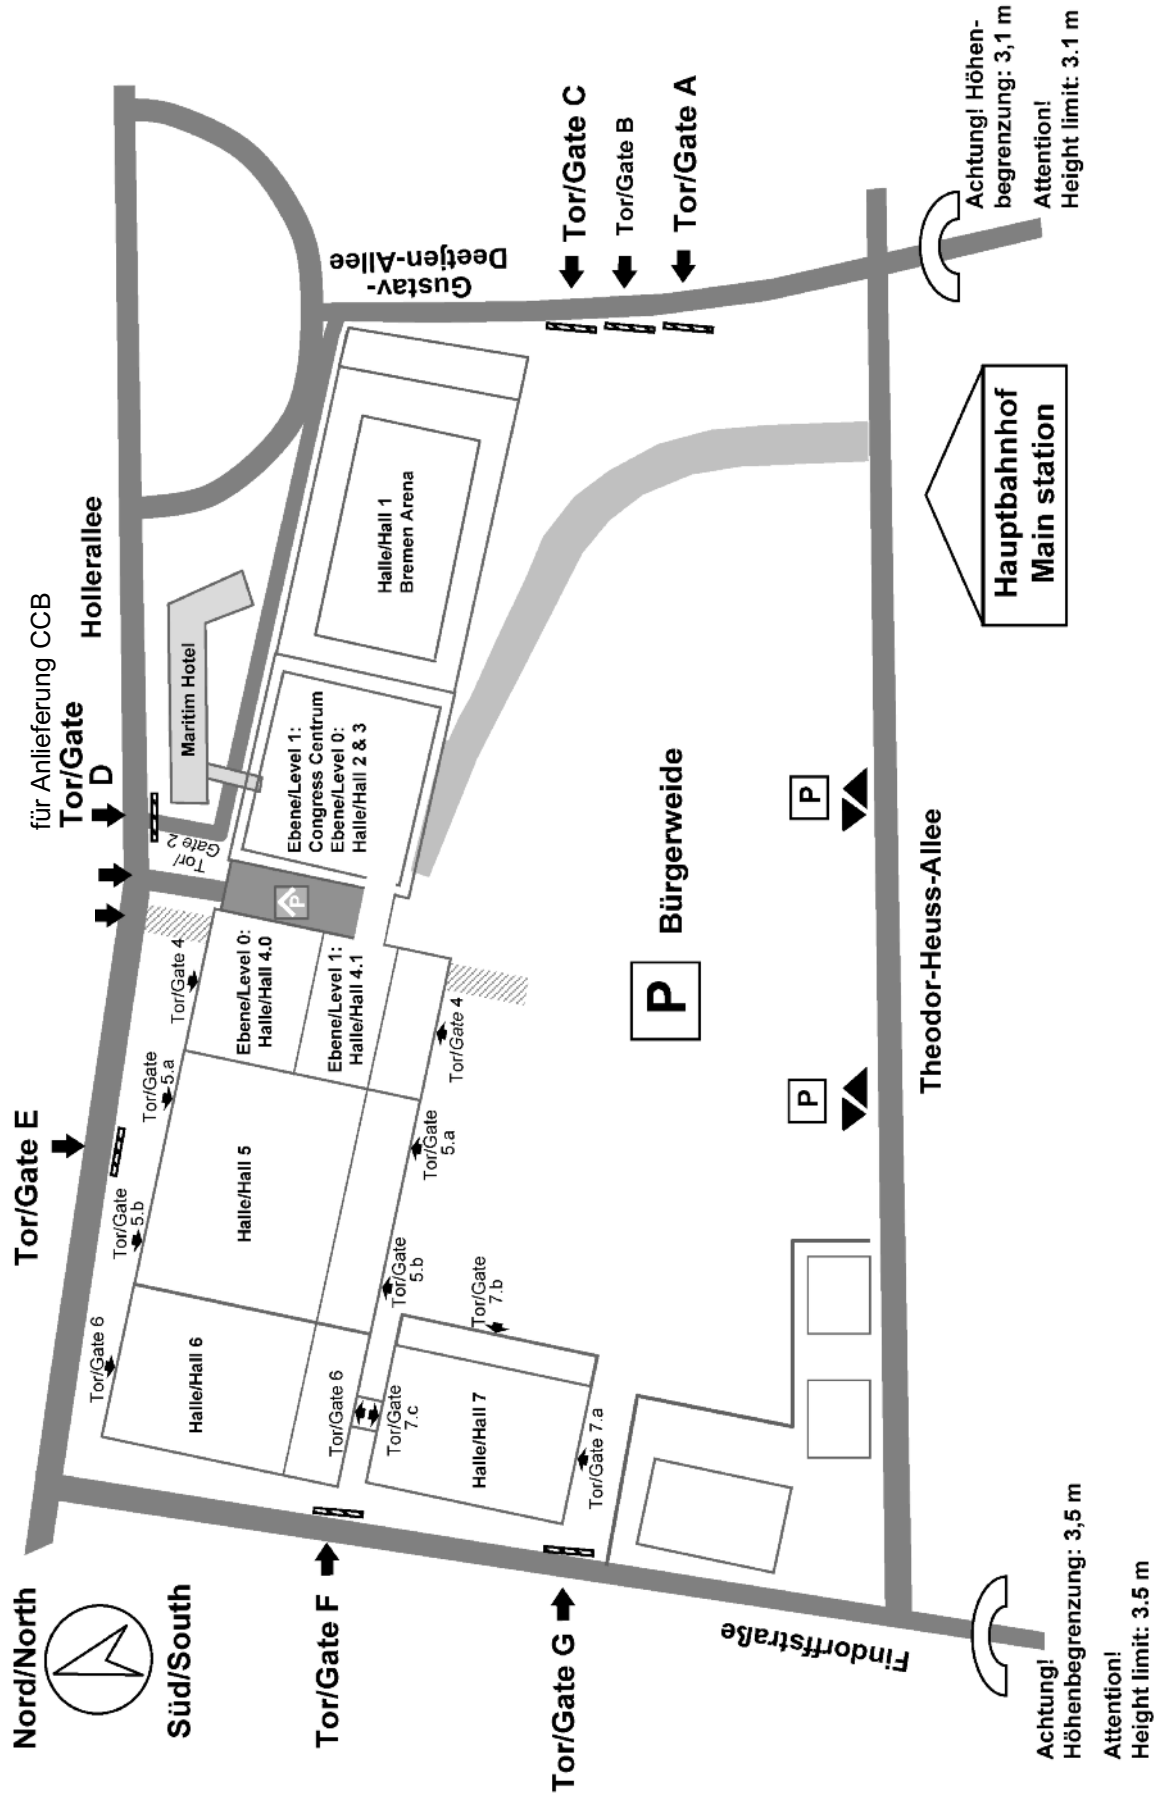 Nord/North
Süd/South
Tor/Gate F
Tor/Gate G
Tor/Gate E
für Anlieferung CCB
Tor/Gate
D
Hollerallee
Tor/
Gate 2
Maritim Hotel
Gustav-
Deetjen-Allee
Tor/Gate C
Tor/Gate B
Tor/Gate A
Achtung! Höhen-
begrenzung: 3,1 m
Attention!
Height limit: 3.1 m
Tor/Gate 6
Tor/Gate
5.b
Tor/Gate
5.a
Tor/Gate 4
Halle/Hall 6
Halle/Hall 5
Ebene/Level 0:
Halle/Hall 4.0
Ebene/Level 1:
Halle/Hall 4.1
P
Ebene/Level 1:
Congress Centrum
Ebene/Level 0:
Halle/Hall 2 & 3
Halle/Hall 1
Bremen Arena
Tor/Gate 6
Tor/Gate
7.c
Tor/Gate
5.b
Tor/Gate
5.a
Tor/Gate 4
Halle/Hall 7
Tor/Gate
7.b
Tor/Gate 7.a
P
Bürgerweide
P
P
Theodor-Heuss-Allee
Hauptbahnhof
Main station
Findorffstraße
Achtung!
Höhenbegrenzung: 3,5 m
Attention!
Height limit: 3.5 m